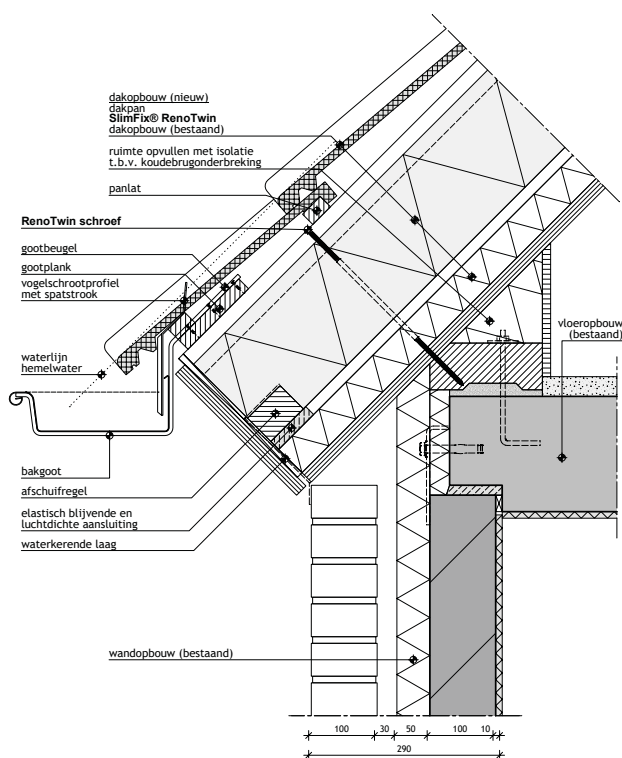 dakopbouw (nieuw)
dakpan
SlimFix® RenoTwin
dakopbouw (bestaand)
ruimte opvullen met isolatie
t.b.v. koudebrugonderbreking
panlat
RenoTwin schroef
gootbeugel
gootplank
vogelschrootprofiel
met spatstrook
vloeropbouw
(bestaand)
waterlijn
hemelwater
bakgoot
afschuifregel
elastisch blijvende en
luchtdichte aansluiting
waterkerende laag
wandopbouw (bestaand)
100 30 50 100 10
290